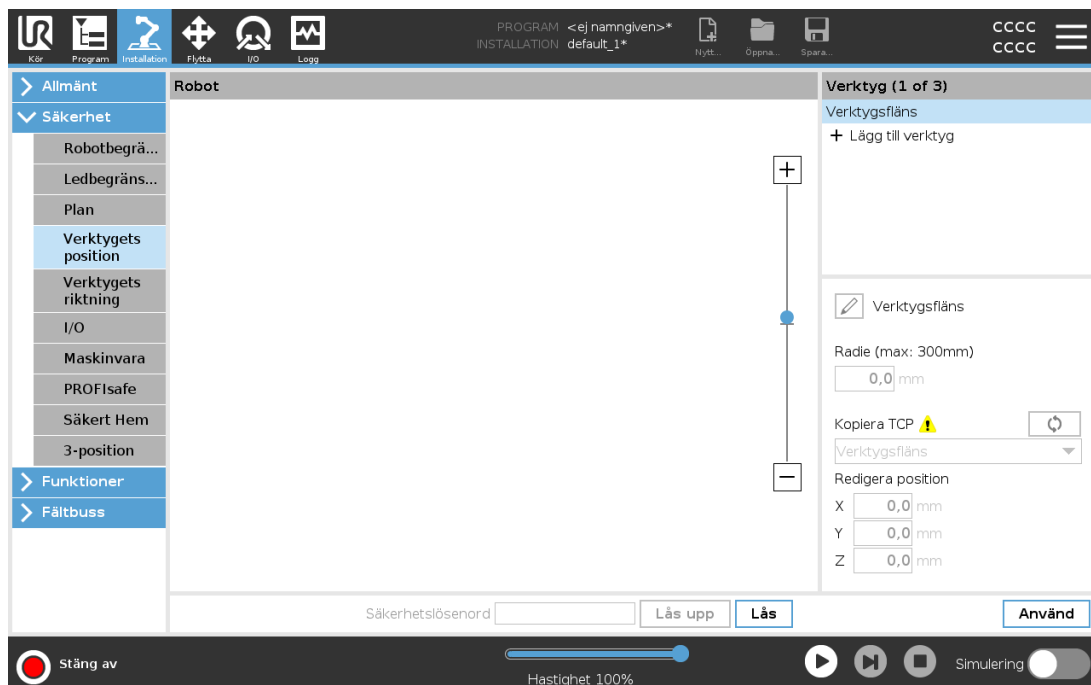 UR
PROGRAM <ej namngiven>*
INSTALLATION default_1*
CCCC
CCCC
Kör
Program
Installation
Flytta
I/O
Logg
Nytt...
Öppna...
Spara...
Allmänt
Säkerhet
Robotbegrä...
Ledbegräns...
Plan
Verktygets
position
Verktygets
riktning
I/O
Maskinvara
PROFIsafe
Säkert Hem
3-position
Funktioner
Fältbuss
Robot
Verktyg (1 of 3)
Verktygsfläns
+ Lägg till verktyg
Verktygsfläns
Radie (max: 300mm)
0,0 mm
Kopiera TCP
Verktygsfläns
Redigera position
X 0,0 mm
Y 0,0 mm
Z 0,0 mm
Säkerhetslösenord
Lås upp
Lås
Använd
Stäng av
Hastighet 100%
Simulering